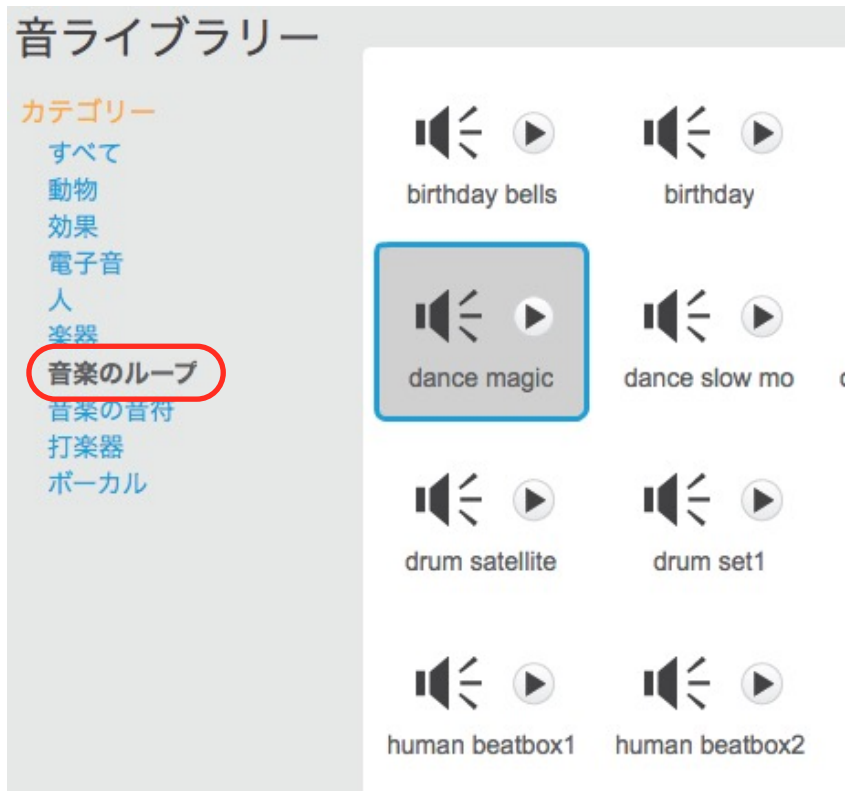 音ライブラリー
カテゴリー
すべて
動物
効果
電子音
人
楽器
音楽のループ
音楽の音符
打楽器
ボーカル
birthday bells
birthday
dance magic
dance slow mo
drum satellite
drum set1
human beatbox1
human beatbox2